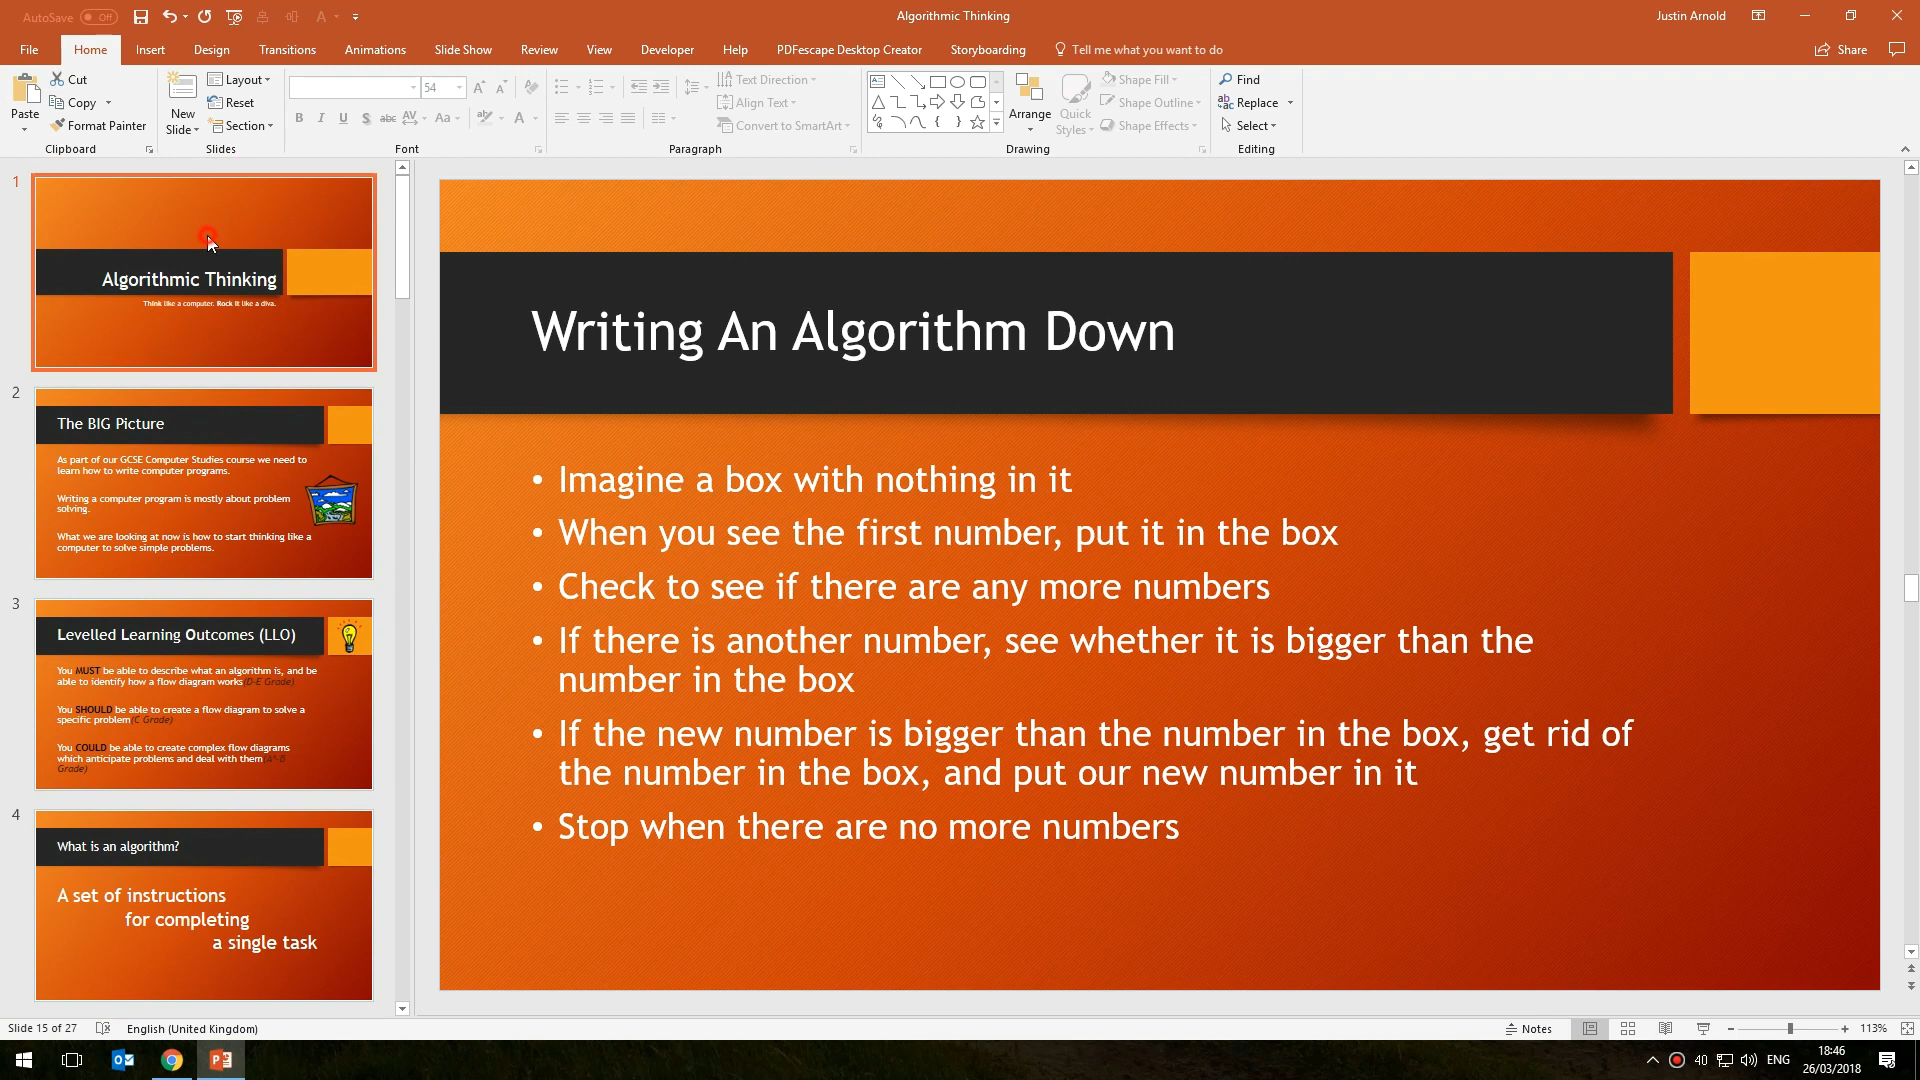 AutoSave Off
Algorithmic Thinking
Justin Arnold
File Home Insert Design Transitions Animations Slide Show Review View Developer Help PDFescape Desktop Creator Storyboarding Tell me what you want to do Share
Paste
Cut
Copy
Format Painter
Clipboard
New Slide
Layout
Reset
Section
Slides
54
B I U S abc AV Aa A
Font
Text Direction
Align Text
Convert to SmartArt
Paragraph
Arrange
Quick Styles
Shape Fill
Shape Outline
Shape Effects
Drawing
Find
Replace
Select
Editing
1
Algorithmic Thinking
Think like a computer. Rock it like a diva.
2
The BIG Picture
As part of our GCSE Computer Studies course we need to
learn how to write computer programs.
Writing a computer program is mostly about problem
solving.
What we are looking at now is how to start thinking like a
computer to solve simple problems.
3
Levelled Learning Outcomes (LLO)
You MUST be able to describe what an algorithm is, and be
able to identify how a flow diagram works (D-E Grade)
You SHOULD be able to create a flow diagram to solve a
specific problem (C Grade)
You COULD be able to create complex flow diagrams
which anticipate problems and deal with them (A*-B
Grade)
4
What is an algorithm?
A set of instructions
for completing
a single task
Writing An Algorithm Down
• Imagine a box with nothing in it
• When you see the first number, put it in the box
• Check to see if there are any more numbers
• If there is another number, see whether it is bigger than the
number in the box
• If the new number is bigger than the number in the box, get rid of
the number in the box, and put our new number in it
• Stop when there are no more numbers
Slide 15 of 27 English (United Kingdom) Notes 113%
40 ENG 18:46
26/03/2018